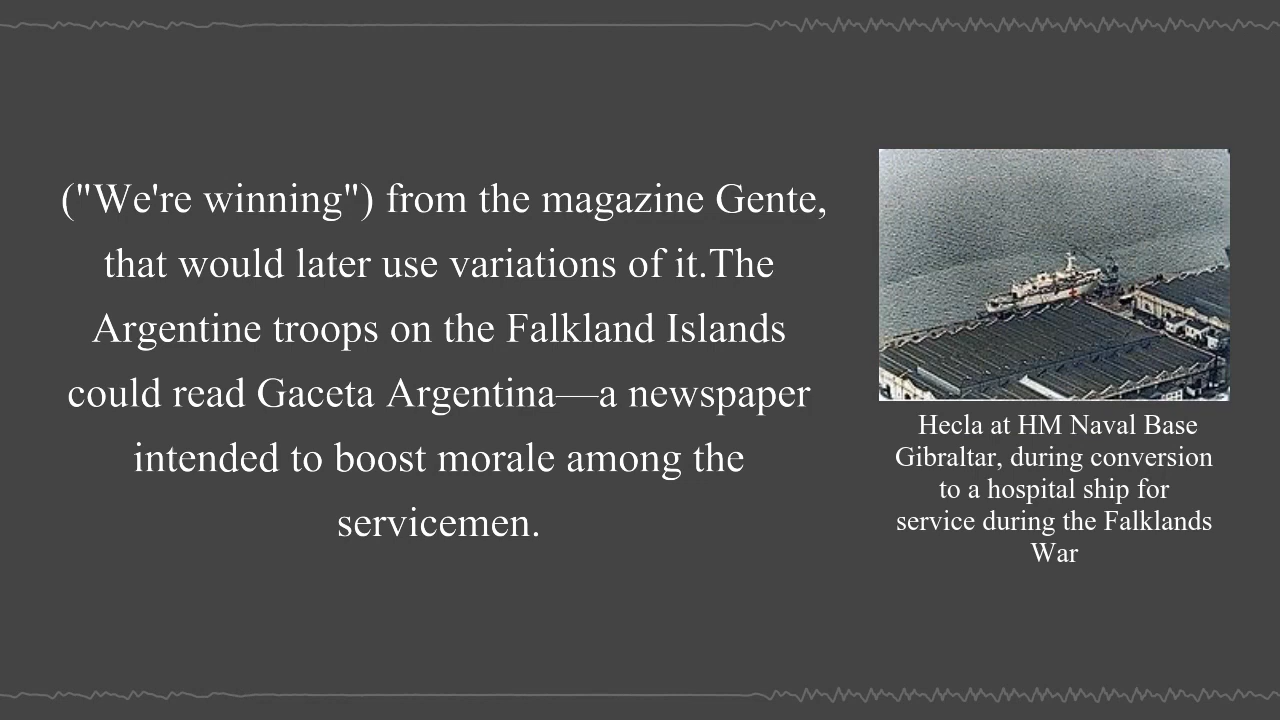 ("We're winning") from the magazine Gente,
that would later use variations of it.The
Argentine troops on the Falkland Islands
could read Gaceta Argentina—a newspaper
intended to boost morale among the
servicemen.
Hecla at HM Naval Base
Gibraltar, during conversion
to a hospital ship for
service during the Falklands
War